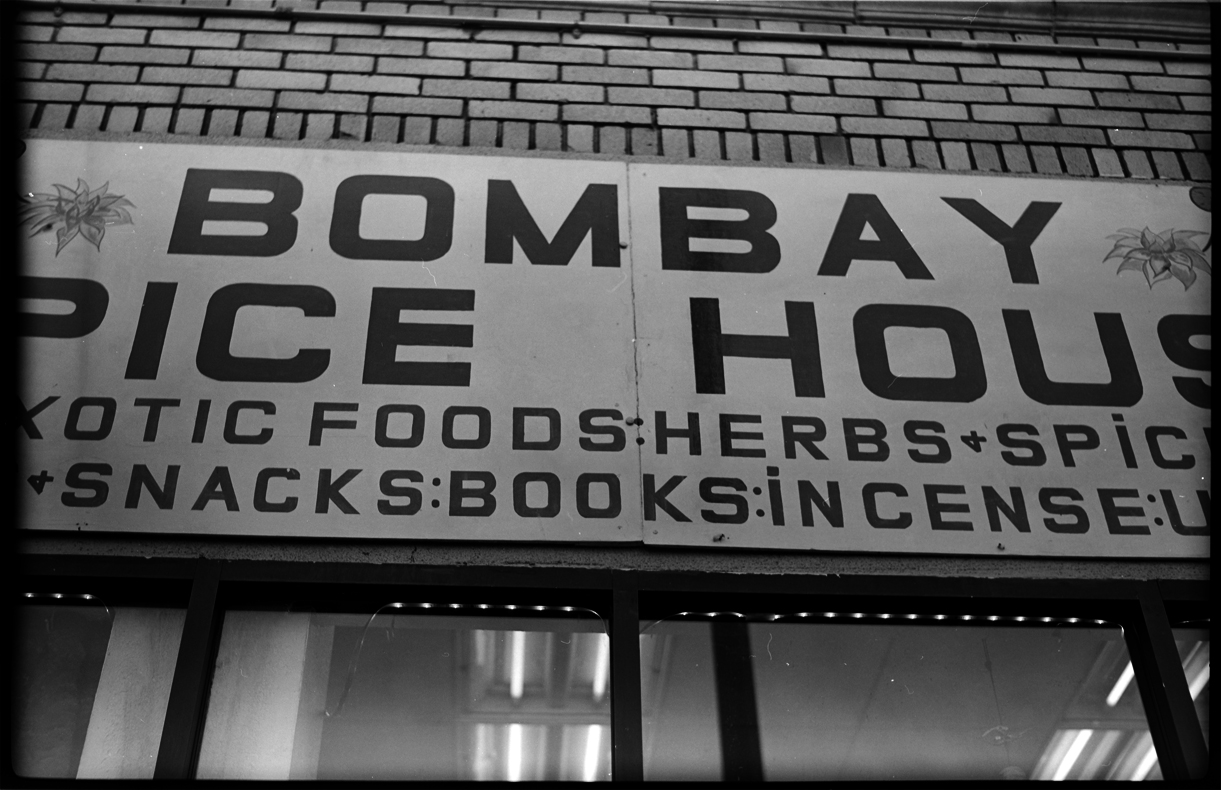 BOMBAY
PICE HOUS
XOTIC FOODS:HERBS&SPIC
&SNACKS:BOOKS:INCENSE:U